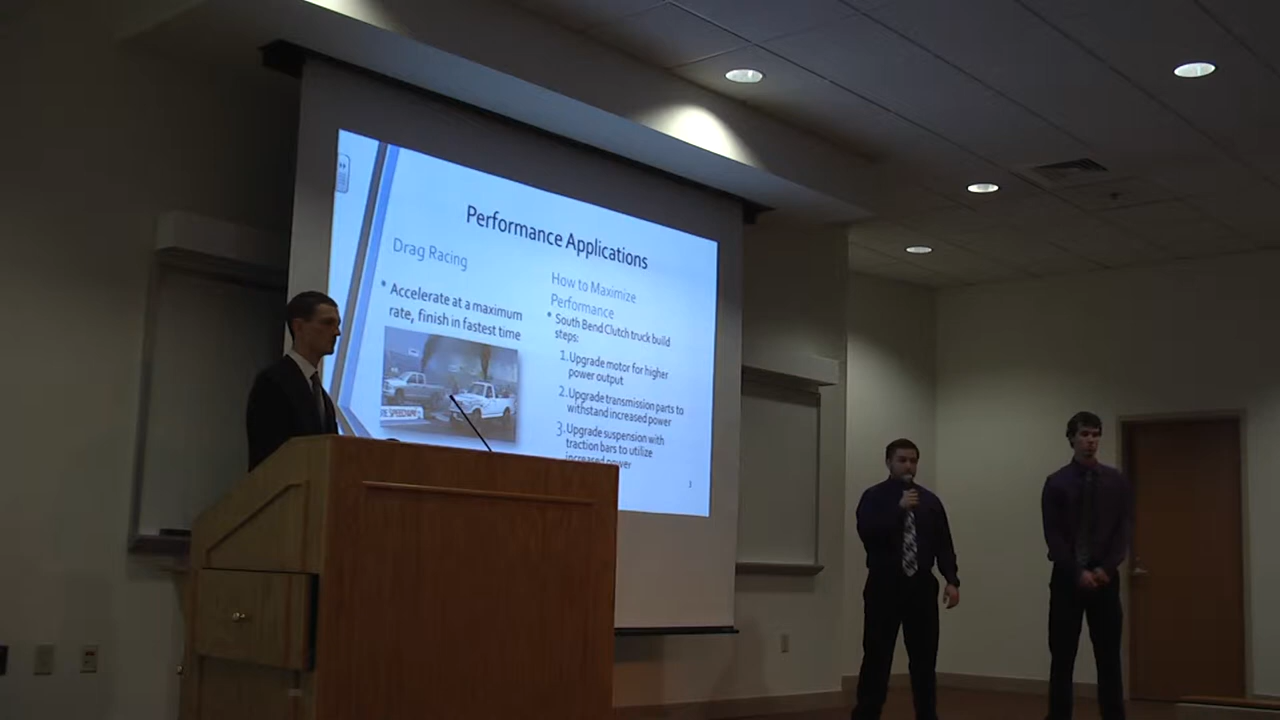 Performance Applications
Drag Racing
• Accelerate at a maximum
rate, finish in fastest time
How to Maximize
Performance
• South Bend Clutch truck build
steps:
1. Upgrade motor for higher
power output
2. Upgrade transmission parts to
withstand increased power
3. Upgrade suspension with
traction bars to utilize
increased power
3